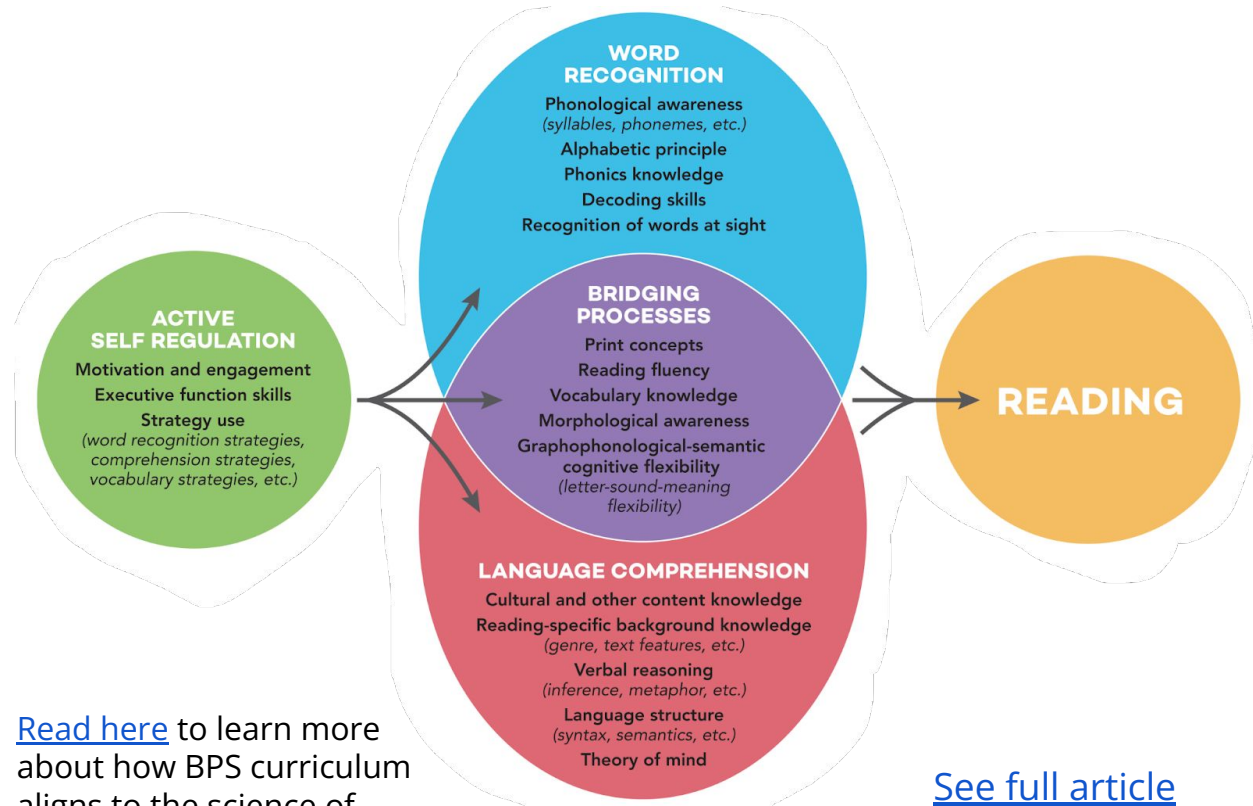 WORD
RECOGNITION
Phonological awareness
(syllables, phonemes, etc.)
Alphabetic principle
Phonics knowledge
Decoding skills
Recognition of words at sight
ACTIVE
SELF REGULATION
Motivation and engagement
Executive function skills
Strategy use
(word recognition strategies,
comprehension strategies,
vocabulary strategies, etc.)
BRIDGING
PROCESSES
Print concepts
Reading fluency
Vocabulary knowledge
Morphological awareness
Graphophonological-semantic
cognitive flexibility
(letter-sound-meaning
flexibility)
READING
LANGUAGE COMPREHENSION
Cultural and other content knowledge
Reading-specific background knowledge
(genre, text features, etc.)
Verbal reasoning
(inference, metaphor, etc.)
Language structure
(syntax, semantics, etc.)
Theory of mind
Read here to learn more
about how BPS curriculum
aligns to the science of
See full article